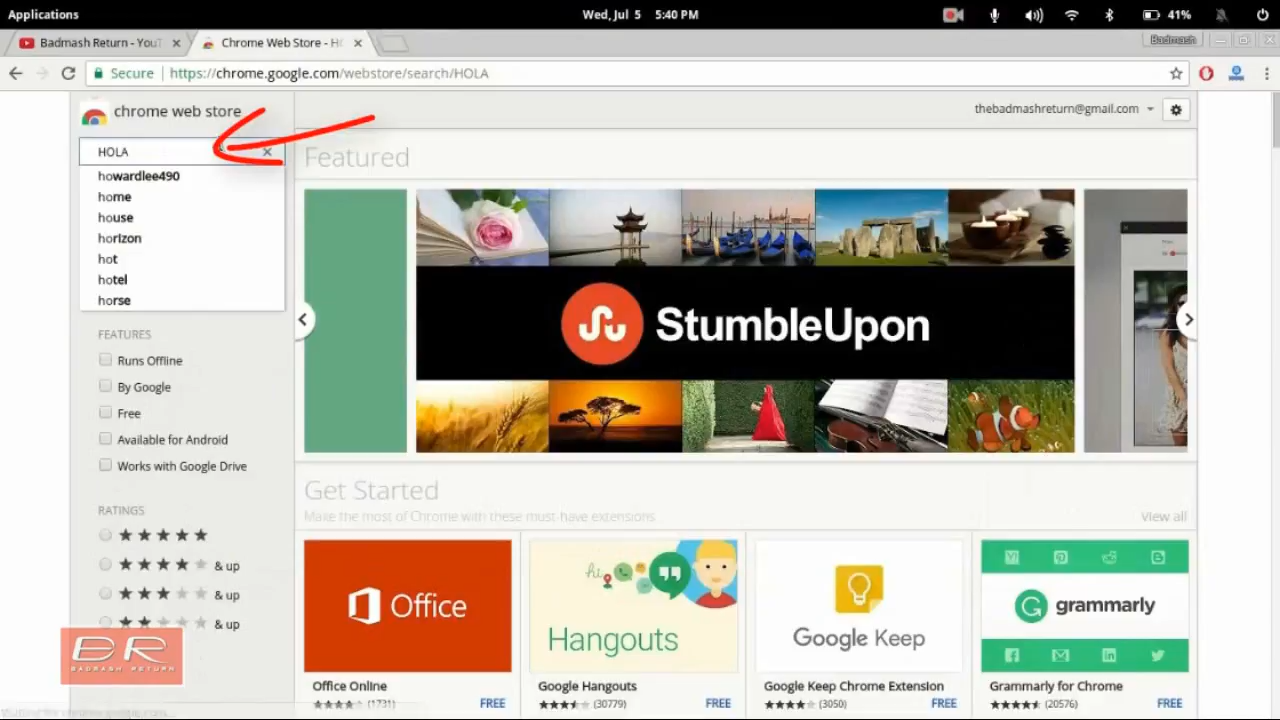 Applications
Wed, Jul 5 5:40 PM
41%
Badmash Return - YouT
Chrome Web Store - HO
Badmash
Secure
https://chrome.google.com/webstore/search/HOLA
chrome web store
thebadmashreturn@gmail.com
HOLA
howardlee490
home
house
horizon
hot
hotel
horse
Featured
StumbleUpon
FEATURES
Runs Offline
By Google
Free
Available for Android
Works with Google Drive
RATINGS
& up
& up
& up
Get Started
Make the most of Chrome with these must-have extensions
View all
Office
hi
Hangouts
Google Keep
grammarly
Office Online
(1731)
FREE
Google Hangouts
(30779)
FREE
Google Keep Chrome Extension
(3050)
FREE
Grammarly for Chrome
(20576)
FREE
BR
BADMASH RETURN